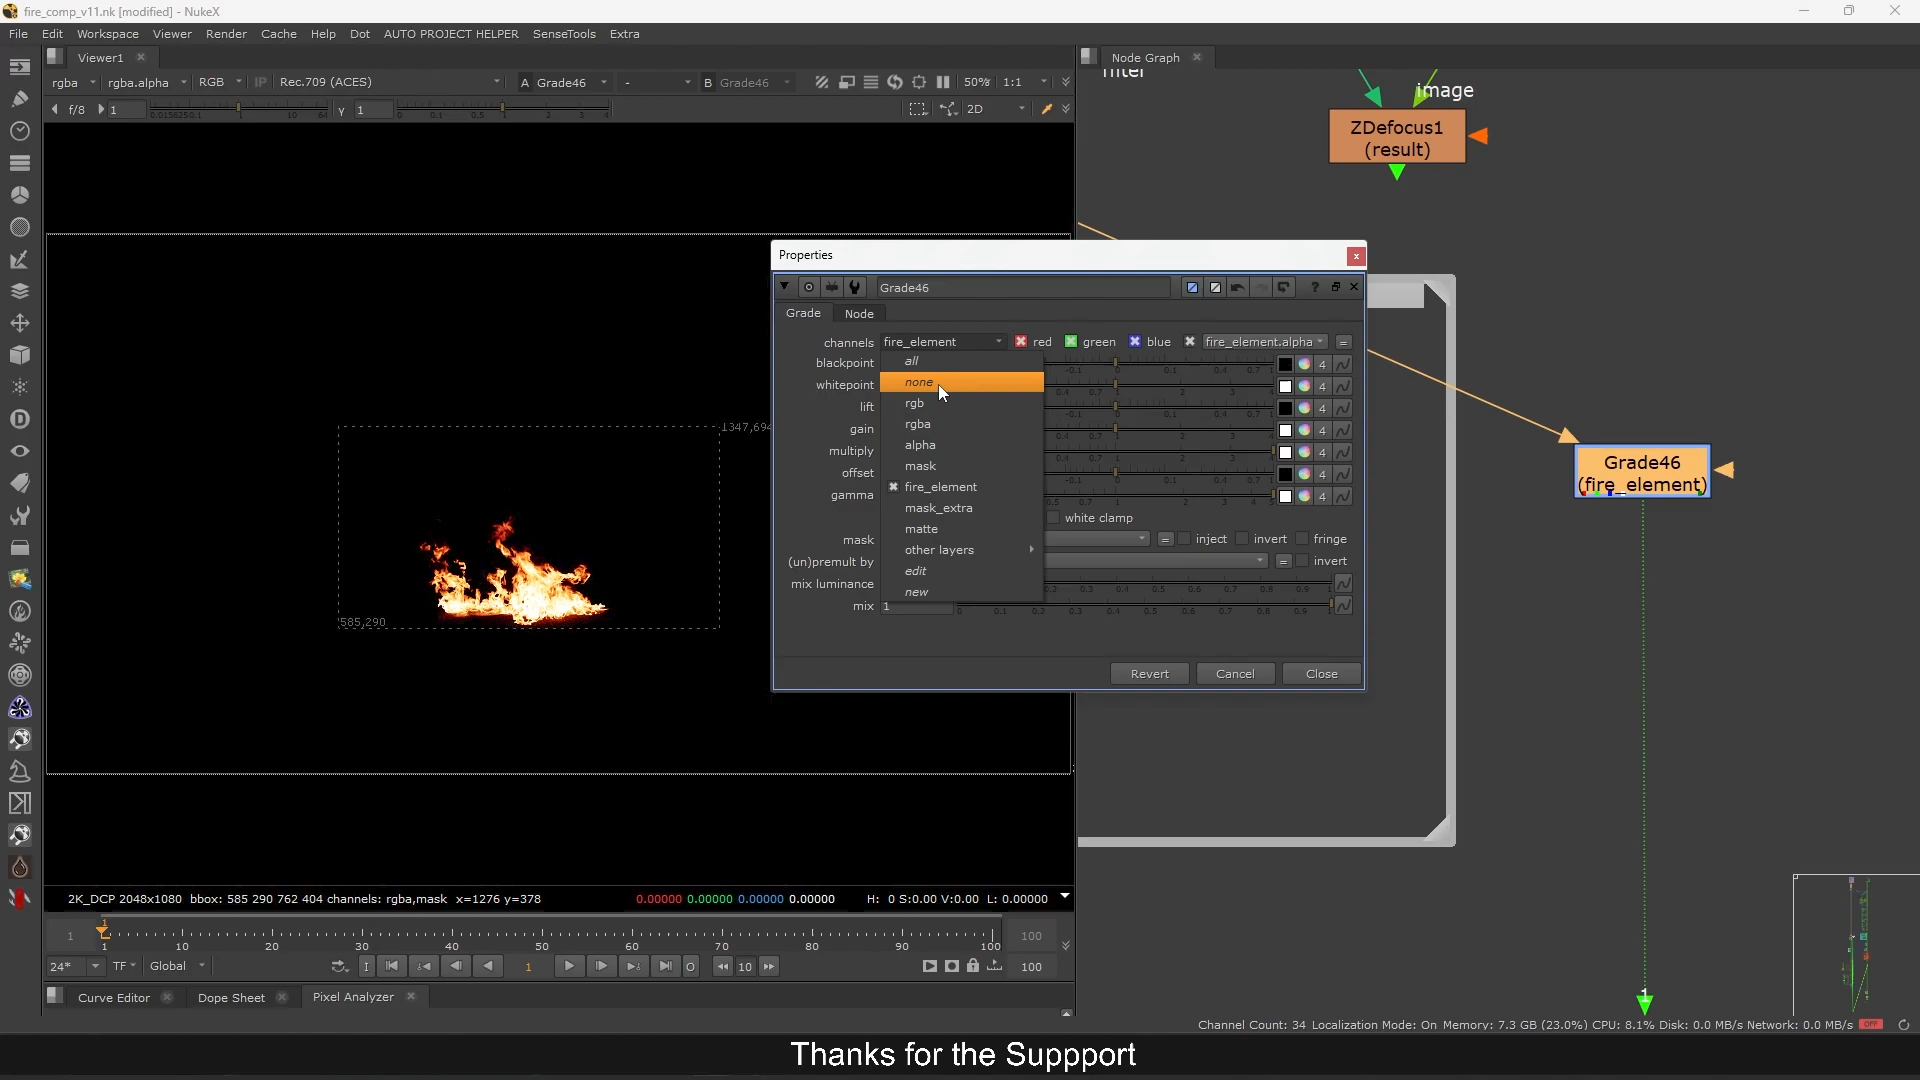 fire_comp_v11.nk [modified] - NukeX
File Edit Workspace Viewer Render Cache Help Dot AUTO PROJECT HELPER SenseTools Extra
Viewer1
rgba rgba.alpha RGB IP Rec.709 (ACES) A Grade46 - B Grade46 50% 1:1
f/8 1 γ 1 2D
Node Graph
image
ZDefocus1
(result)
1347,694
585,290
Properties
Grade46
Grade Node
channels fire_element red green blue fire_element.alpha =
blackpoint
whitepoint
lift
gain
multiply
offset
gamma
all
none
rgb
rgba
alpha
mask
fire_element
mask_extra
matte
other layers
edit
new
white clamp
mask = inject invert fringe
(un)premult by = invert
mix luminance
mix 1
Revert Cancel Close
Grade46
(fire_element)
2K_DCP 2048x1080 bbox: 585 290 762 404 channels: rgba,mask x=1276 y=378 0.00000 0.00000 0.00000 0.00000 H: 0 S:0.00 V:0.00 L: 0.00000
1 1 10 20 30 40 50 60 70 80 90 100 100
24* TF Global 1 10 100
Curve Editor Dope Sheet Pixel Analyzer
1
Channel Count: 34 Localization Mode: On Memory: 7.3 GB (23.0%) CPU: 8.1% Disk: 0.0 MB/s Network: 0.0 MB/s OFF
Thanks for the Suppport